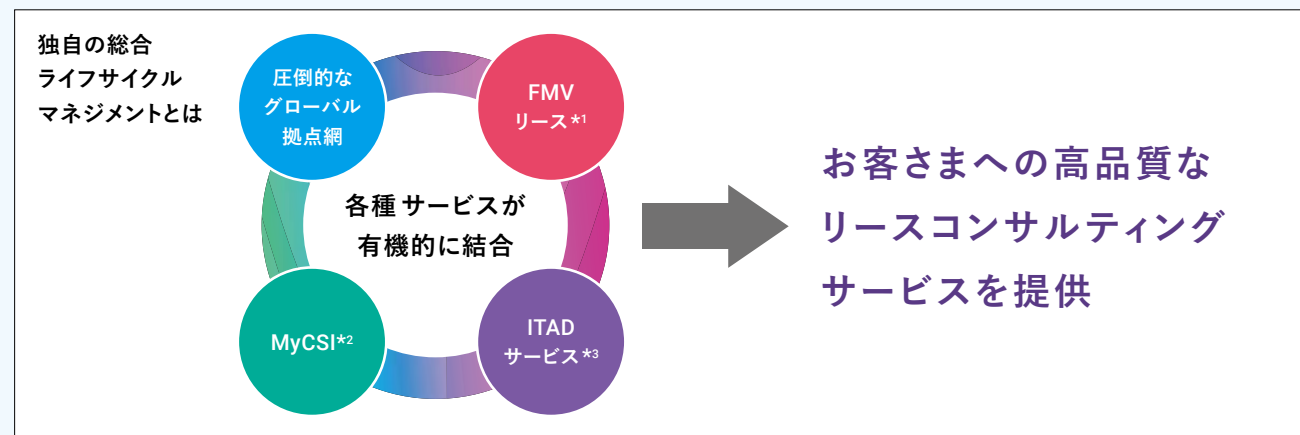 独自の総合
ライフサイクル
マネジメントとは
圧倒的な
グローバル
拠点網
FMV
リース*1
各種 サービスが
有機的に結合
MyCSI*2
ITAD
サービス*3
お客さまへの高品質な
リースコンサルティング
サービスを提供